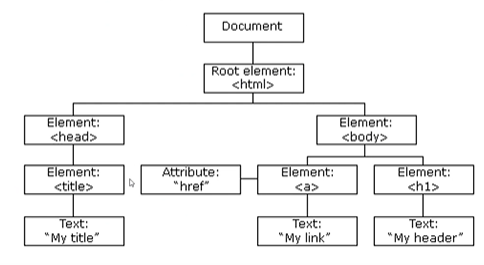 Document
Root element:
<html>
Element:
<head>
Element:
<body>
Element:
<title>
Attribute:
“href”
Element:
<a>
Element:
<h1>
Text:
“My title”
Text:
“My link”
Text:
“My header”